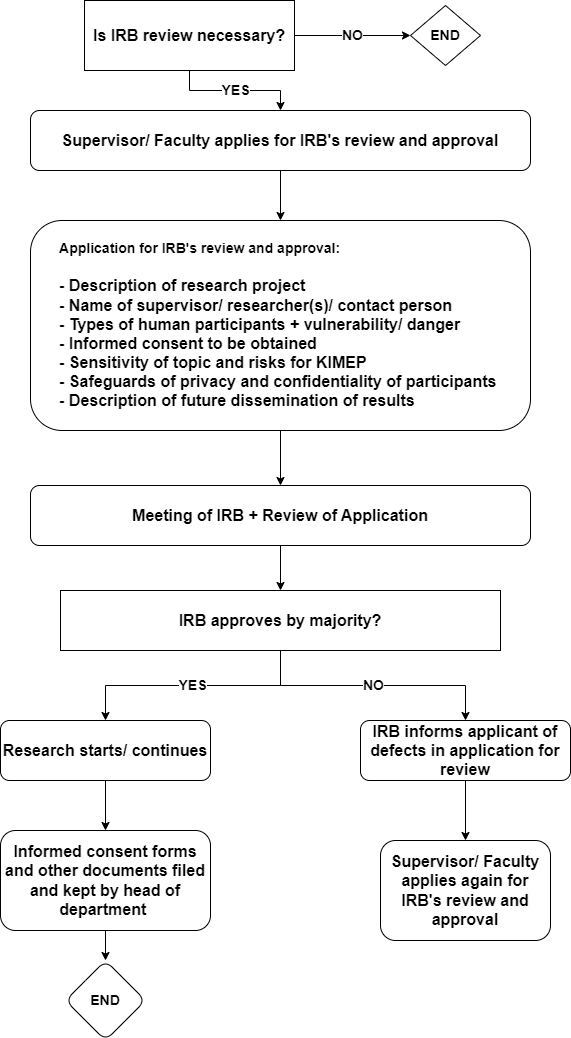 Is IRB review necessary?
NO
END
YES
Supervisor/ Faculty applies for IRB's review and approval
Application for IRB's review and approval:
- Description of research project
- Name of supervisor/ researcher(s)/ contact person
- Types of human participants + vulnerability/ danger
- Informed consent to be obtained
- Sensitivity of topic and risks for KIMEP
- Safeguards of privacy and confidentiality of participants
- Description of future dissemination of results
Meeting of IRB + Review of Application
IRB approves by majority?
YES
NO
Research starts/ continues
IRB informs applicant of
defects in application for
review
Informed consent forms
and other documents filed
and kept by head of
department
Supervisor/ Faculty
applies again for
IRB's review and
approval
END